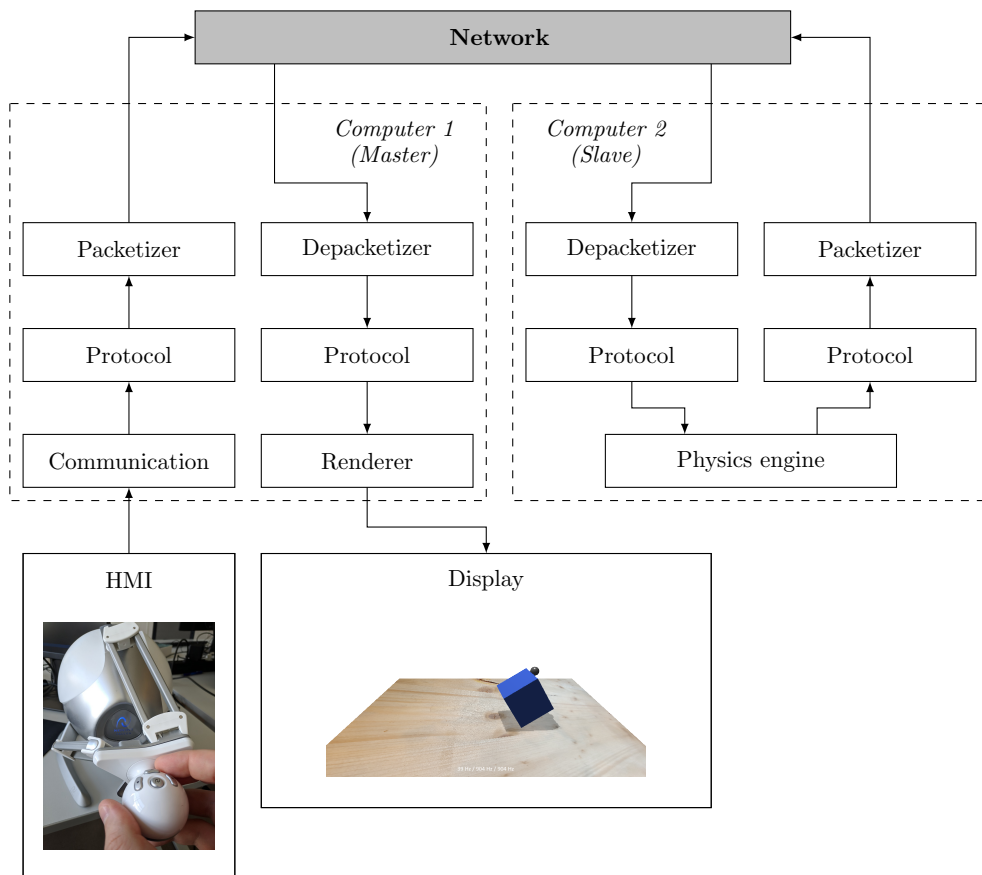 Network
Computer 1
(Master)
Computer 2
(Slave)
Packetizer
Depacketizer
Depacketizer
Packetizer
Protocol
Protocol
Protocol
Protocol
Communication
Renderer
Physics engine
HMI
Display